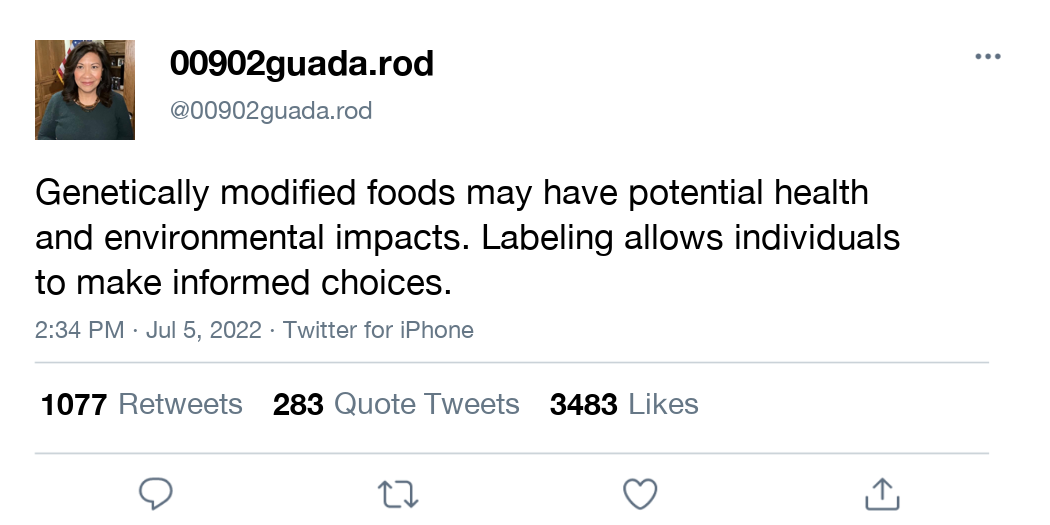 00902guada.rod
@00902guada.rod
Genetically modified foods may have potential health
and environmental impacts. Labeling allows individuals
to make informed choices.
2:34 PM · Jul 5, 2022 · Twitter for iPhone
1077 Retweets 283 Quote Tweets 3483 Likes